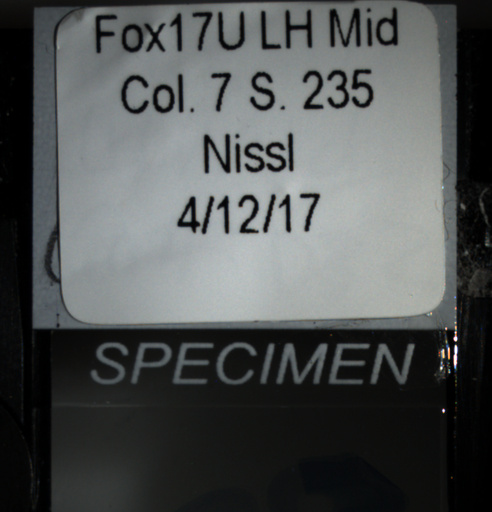 Fox17U LH Mid
Col. 7 S. 235
Nissl
4/12/17
SPECIMEN